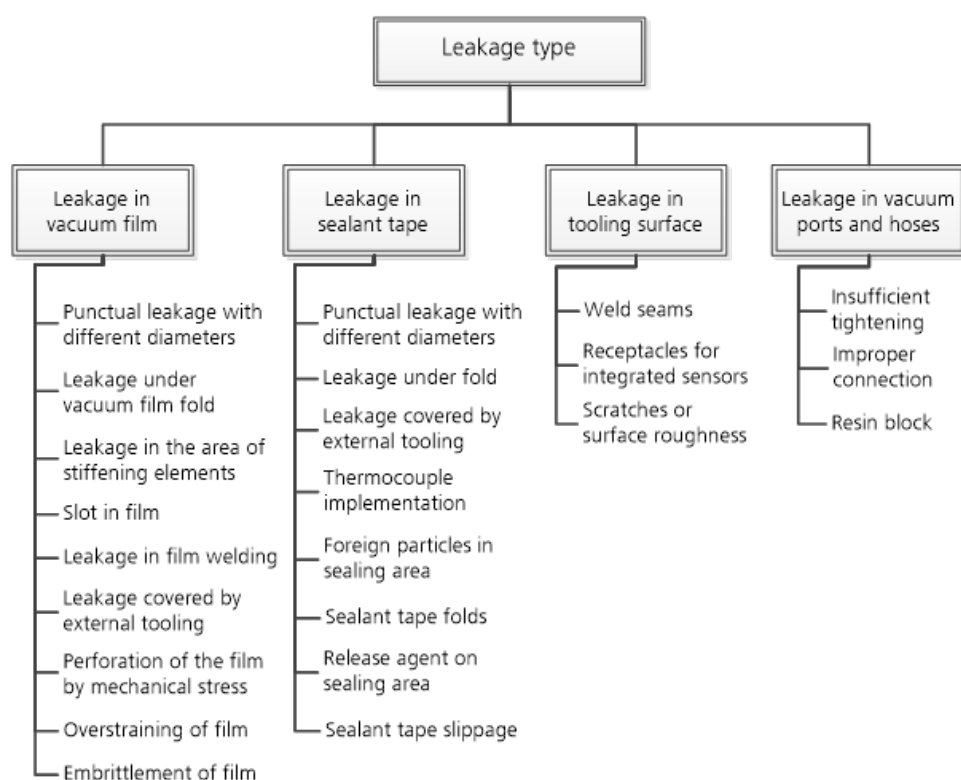 Leakage type
Leakage in
vacuum film
Punctual leakage with
different diameters
Leakage under
vacuum film fold
Leakage in the area of
stiffening elements
Slot in film
Leakage in film welding
Leakage covered by
external tooling
Perforation of the film
by mechanical stress
Overstraining of film
Embrittlement of film
Leakage in
sealant tape
Punctual leakage with
different diameters
Leakage under fold
Leakage covered by
external tooling
Thermocouple
implementation
Foreign particles in
sealing area
Sealant tape folds
Release agent on
sealing area
Sealant tape slippage
Leakage in
tooling surface
Weld seams
Receptacles for
integrated sensors
Scratches or
surface roughness
Leakage in vacuum
ports and hoses
Insufficient
tightening
Improper
connection
Resin block